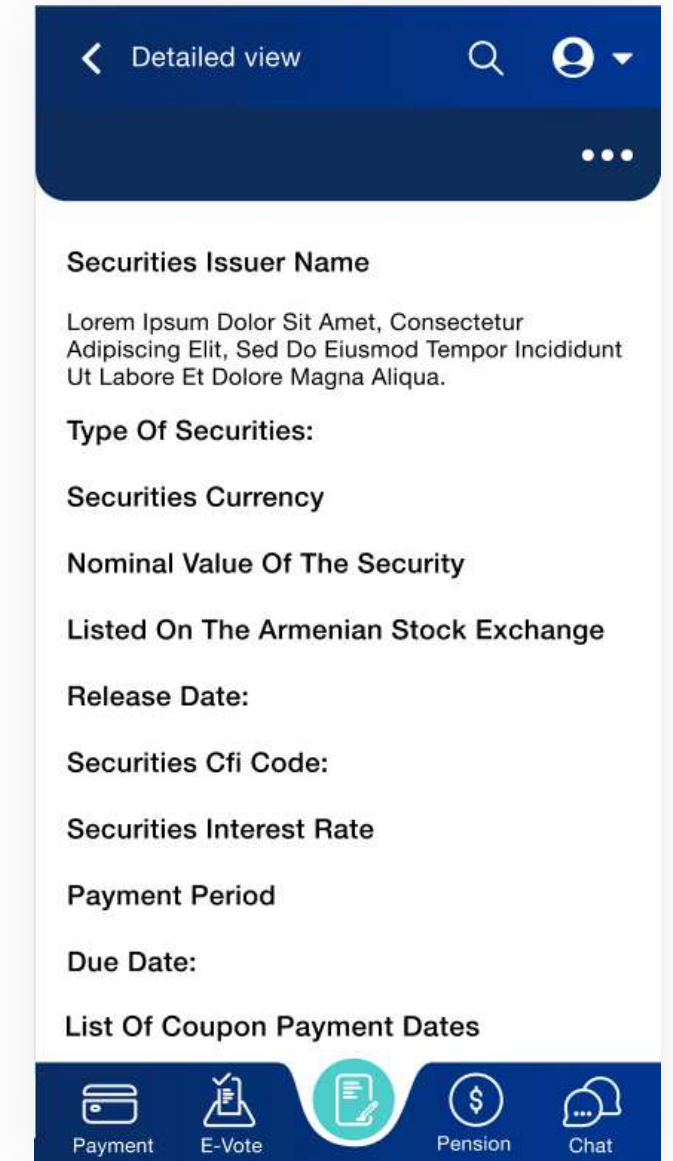 Detailed view
Securities Issuer Name
Lorem Ipsum Dolor Sit Amet, Consectetur
Adipiscing Elit, Sed Do Eiusmod Tempor Incididunt
Ut Labore Et Dolore Magna Aliqua.
Type Of Securities:
Securities Currency
Nominal Value Of The Security
Listed On The Armenian Stock Exchange
Release Date:
Securities Cfi Code:
Securities Interest Rate
Payment Period
Due Date:
List Of Coupon Payment Dates
Payment E-Vote Pension Chat